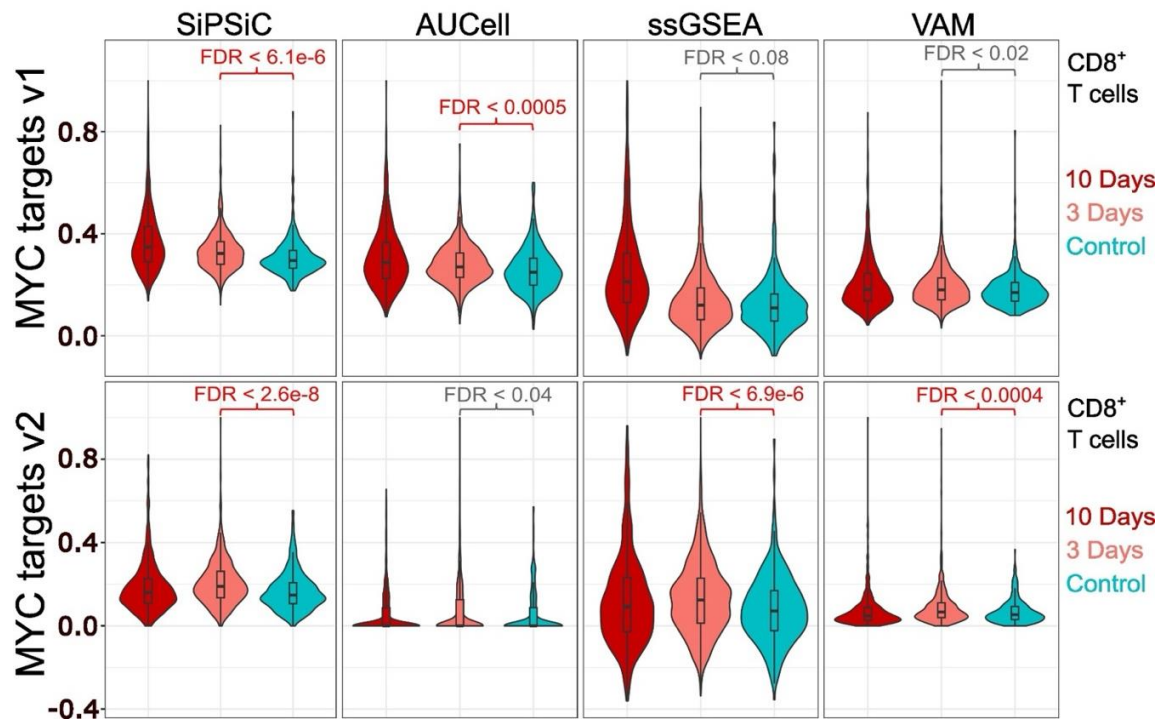 SiPSiC AUCell ssGSEA VAM
MYC targets v1
0.8
0.4
0.0
FDR < 6.1e-6
FDR < 0.0005
FDR < 0.08
FDR < 0.02
CD8+
T cells
10 Days
3 Days
Control
MYC targets v2
0.8
0.4
0.0
-0.4
FDR < 2.6e-8
FDR < 0.04
FDR < 6.9e-6
FDR < 0.0004
CD8+
T cells
10 Days
3 Days
Control